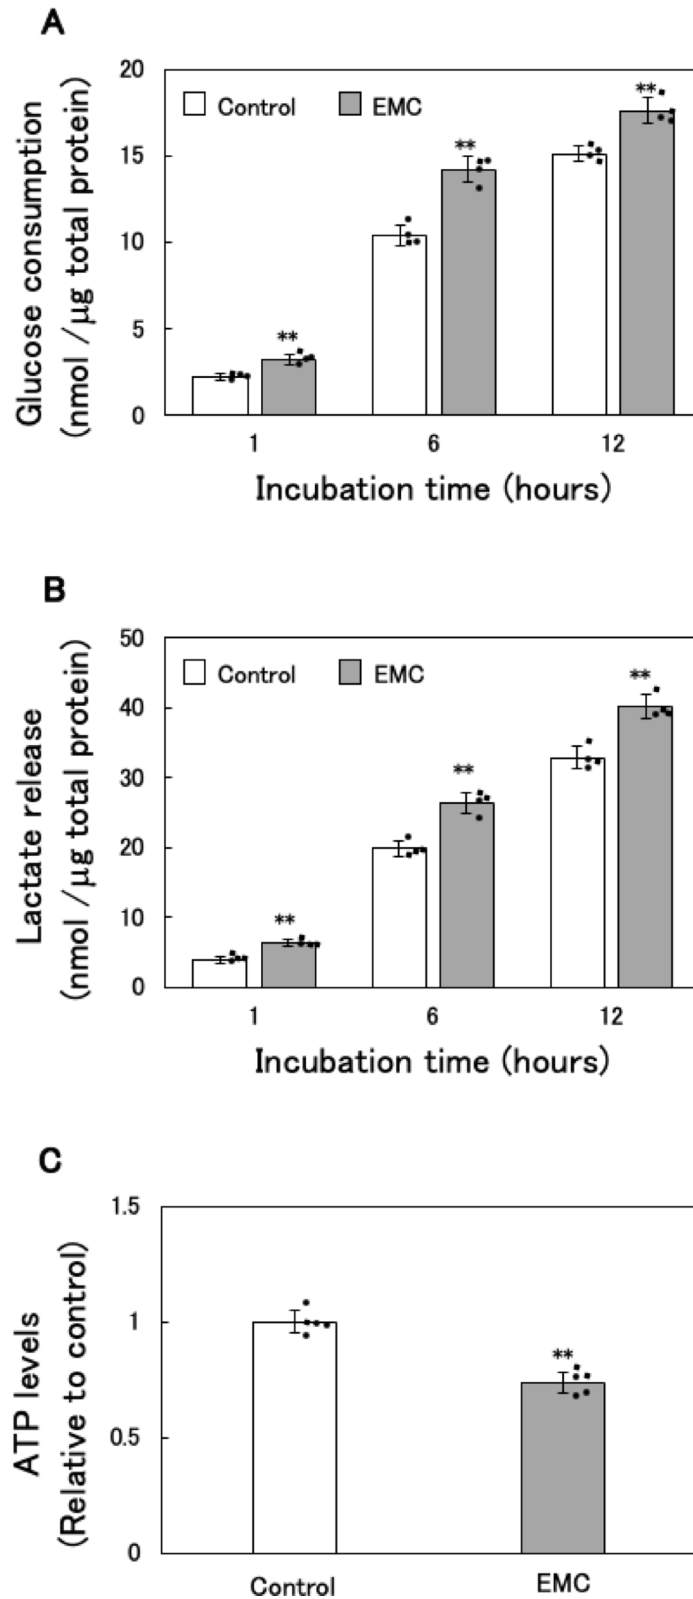 A
Glucose consumption
(nmol /μg total protein)
20
15
10
5
0
Control
EMC
**
**
**
1
6
12
Incubation time (hours)
B
Lactate release
(nmol /μg total protein)
50
40
30
20
10
0
Control
EMC
**
**
**
1
6
12
Incubation time (hours)
C
ATP levels
(Relative to control)
1.5
1
0.5
0
**
Control
EMC